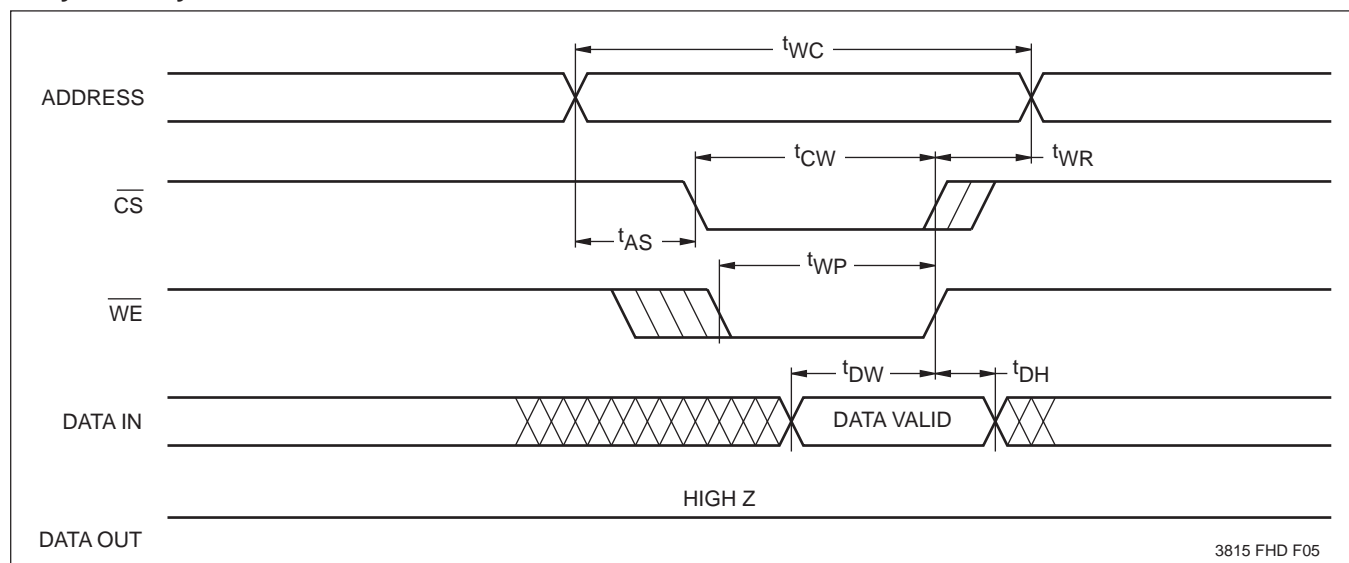 tWC
ADDRESS
tCW
tWR
CS
tAS
tWP
WE
tDW
tDH
DATA IN
DATA VALID
HIGH Z
DATA OUT
3815 FHD F05